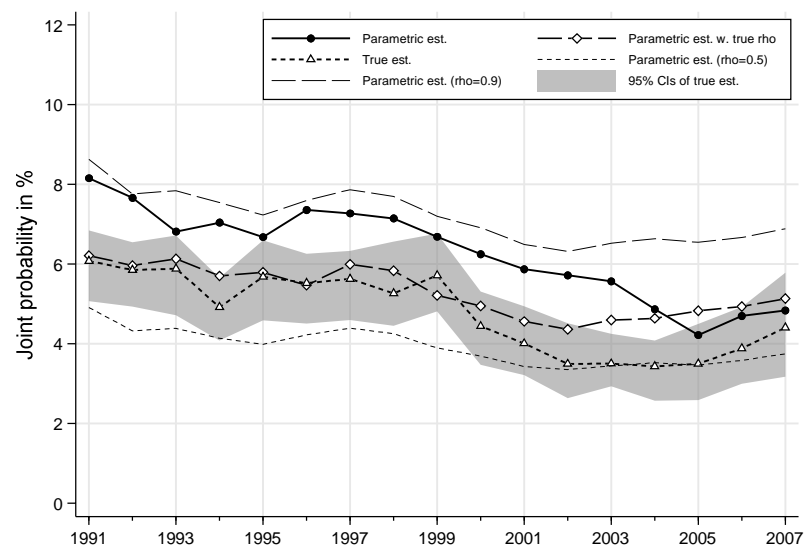 Parametric est.
Parametric est. w. true rho
True est.
Parametric est. (rho=0.5)
Parametric est. (rho=0.9)
95% CIs of true est.
Joint probability in %
12
10
8
6
4
2
0
1991 1993 1995 1997 1999 2001 2003 2005 2007